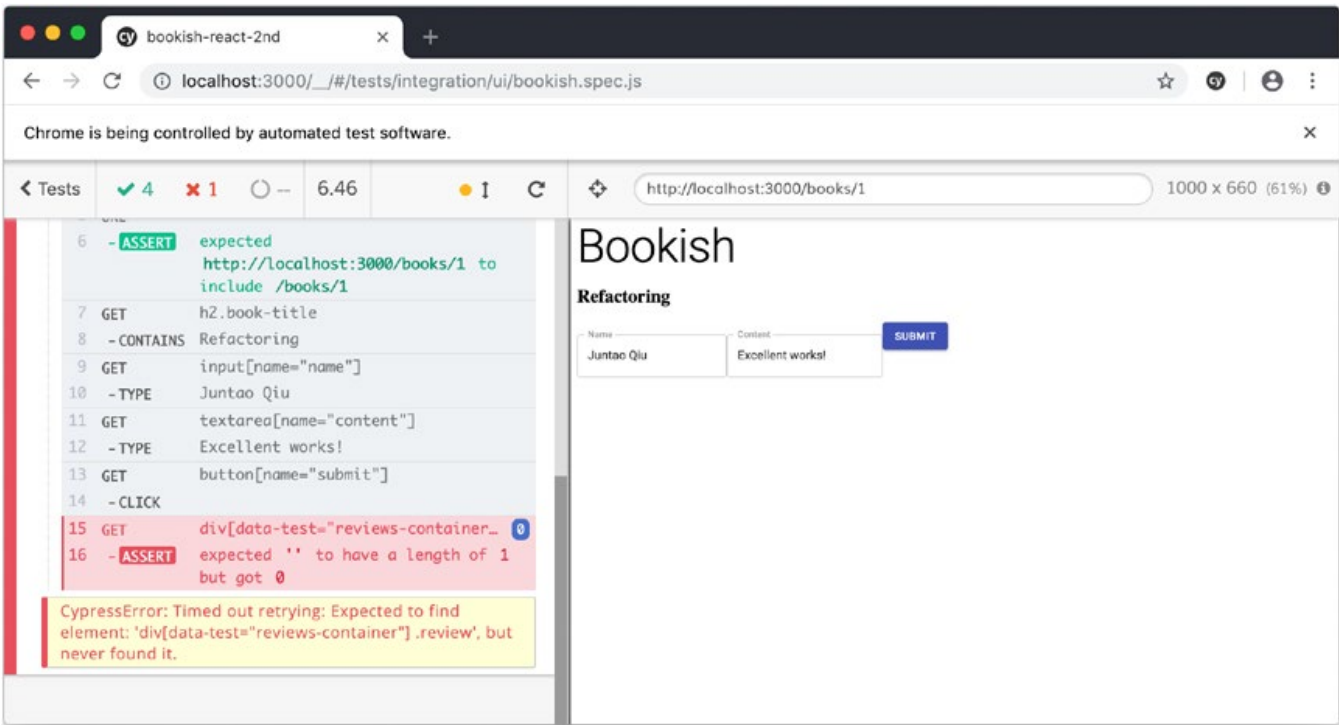 cy bookish-react-2nd
localhost:3000/__/#/tests/integration/ui/bookish.spec.js
cy
Chrome is being controlled by automated test software.
Tests 4 1 -- 6.46
http://localhost:3000/books/1
1000 x 660 (61%)
6 -ASSERT expected
http://localhost:3000/books/1 to
include /books/1
7 GET h2.book-title
8 -CONTAINS Refactoring
9 GET input[name="name"]
10 -TYPE Juntao Qiu
11 GET textarea[name="content"]
12 -TYPE Excellent works!
13 GET button[name="submit"]
14 -CLICK
15 GET div[data-test="reviews-container… 0
16 -ASSERT expected '' to have a length of 1
but got 0
CypressError: Timed out retrying: Expected to find
element: 'div[data-test="reviews-container"] .review', but
never found it.
Bookish
Refactoring
Name
Juntao Qiu
Content
Excellent works!
SUBMIT